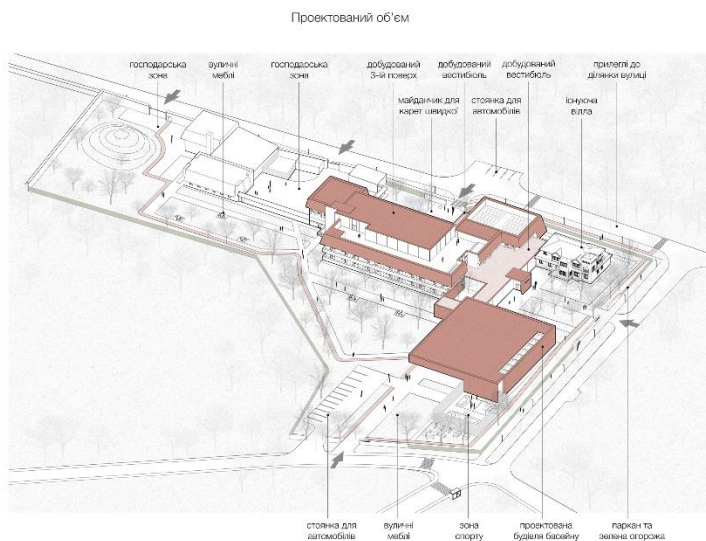 Проектований об’єм
господарська
зона
вуличні
меблі
господарська
зона
добудований
3-ій поверх
добудований
вестибюль
добудований
вестибюль
прилеглі до
ділянки вулиці
майданчик для
карет швидкої
стоянка для
автомобілів
існуюча
вілла
стоянка для
автомобілів
вуличні
меблі
зона
спорту
проектована
будівля басейну
паркан та
зелена огорожа